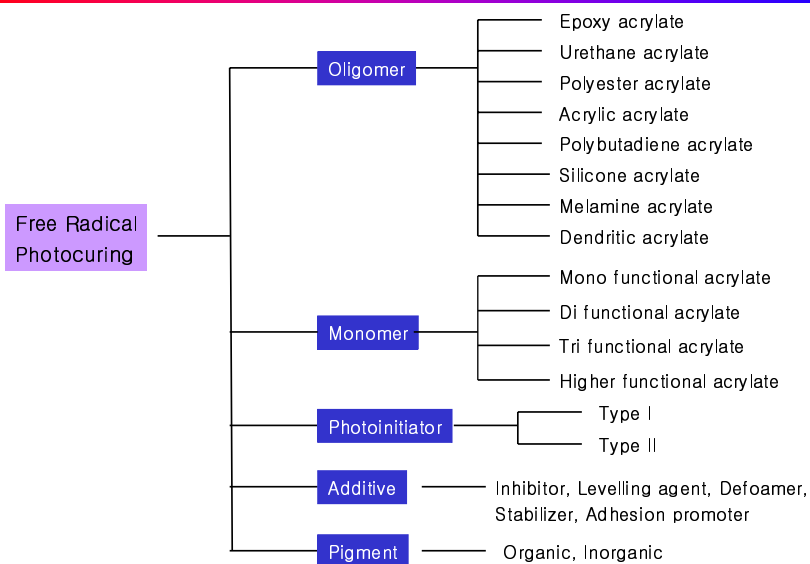 Free Radical
Photocuring
Oligomer
Epoxy acrylate
Urethane acrylate
Polyester acrylate
Acrylic acrylate
Polybutadiene acrylate
Silicone acrylate
Melamine acrylate
Dendritic acrylate
Monomer
Mono functional acrylate
Di functional acrylate
Tri functional acrylate
Higher functional acrylate
Photoinitiator
Type I
Type II
Additive
Inhibitor, Levelling agent, Defoamer,
Stabilizer, Adhesion promoter
Pigment
Organic, Inorganic